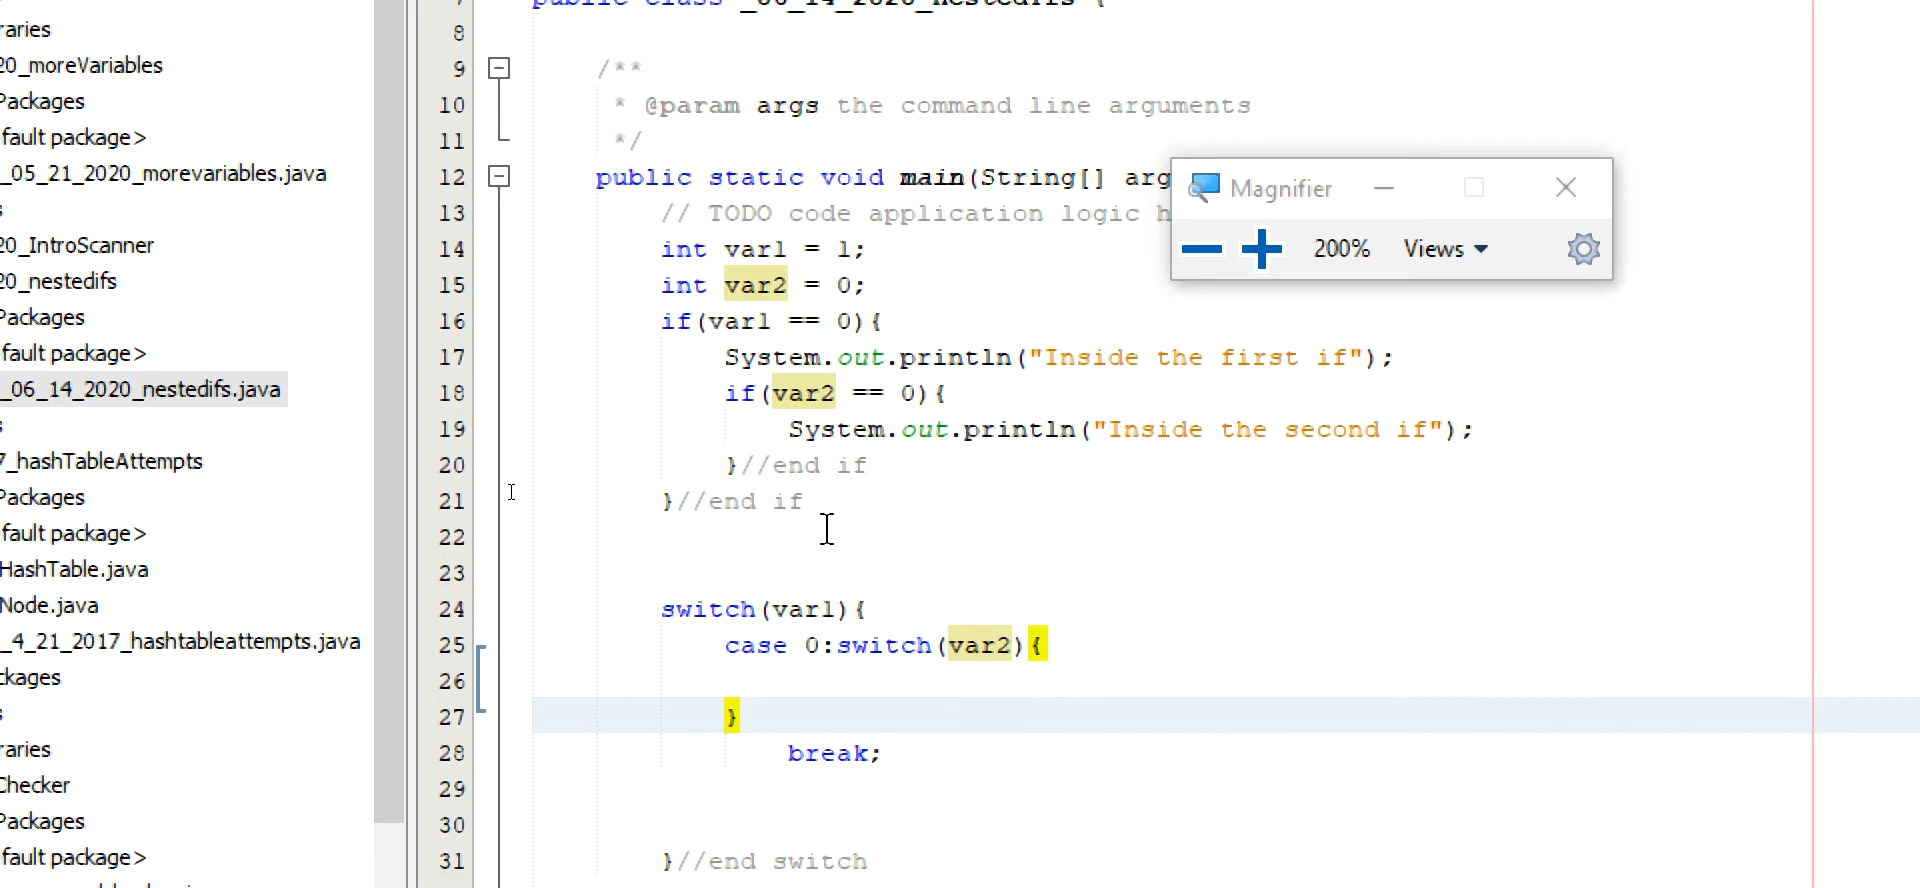 raries
20_moreVariables
Packages
fault package>
_05_21_2020_morevariables.java
s
20_IntroScanner
20_nestedifs
Packages
fault package>
_06_14_2020_nestedifs.java
s
7_hashTableAttempts
Packages
fault package>
HashTable.java
Node.java
_4_21_2017_hashtableattempts.java
ckages
s
raries
Checker
Packages
fault package>
7 public class _06_14_2020_nestedifs {
8
9 /**
10 * @param args the command line arguments
11 */
12 public static void main(String[] arg
13 // TODO code application logic h
14 int var1 = 1;
15 int var2 = 0;
16 if(var1 == 0){
17 System.out.println("Inside the first if");
18 if(var2 == 0){
19 System.out.println("Inside the second if");
20 }//end if
21 }//end if
22
23
24 switch(var1){
25 case 0:switch(var2){
26
27 }
28 break;
29
30
31 }//end switch
Magnifier
200% Views